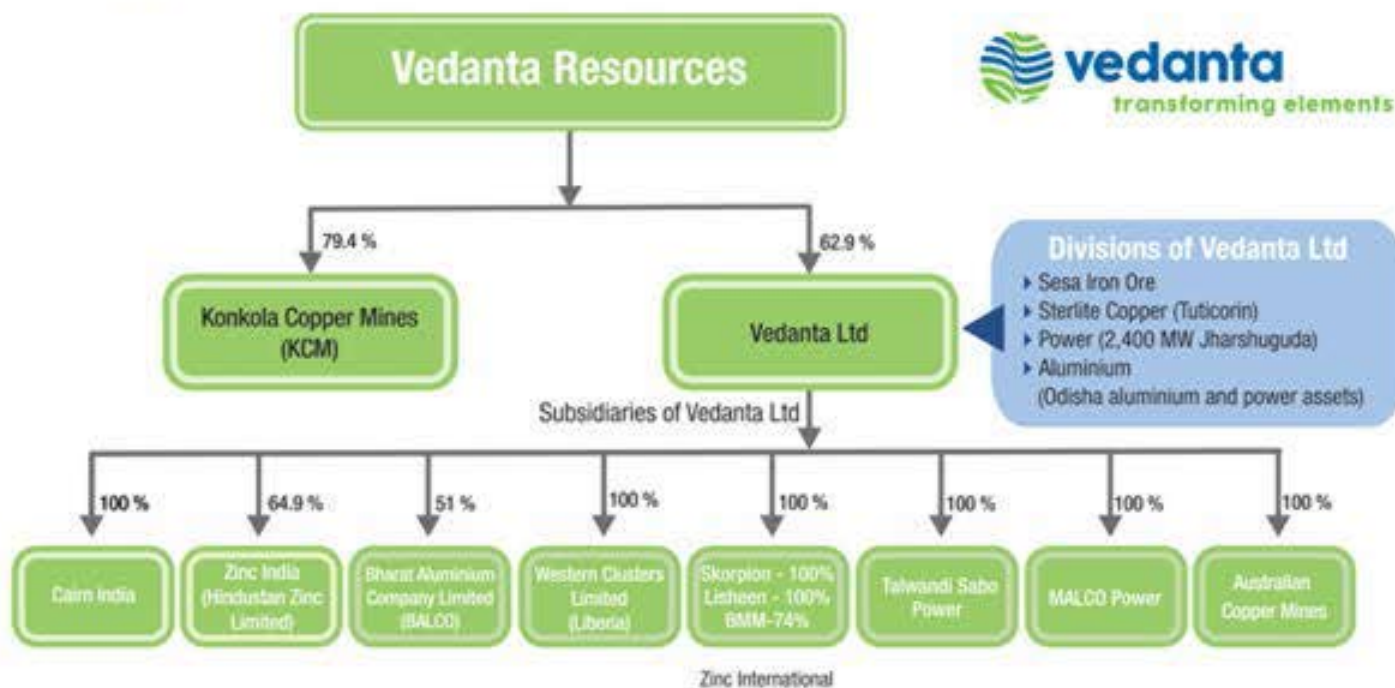 Vedanta Resources
vedanta
transforming elements
79.4 %
62.9 %
Konkola Copper Mines
(KCM)
Vedanta Ltd
Divisions of Vedanta Ltd
Sesa Iron Ore
Sterlite Copper (Tuticorin)
Power (2,400 MW Jharshuguda)
Aluminium
(Odisha aluminium and power assets)
Subsidiaries of Vedanta Ltd
100 %
64.9 %
51 %
100 %
100 %
100 %
100 %
100 %
Cairn India
Zinc India
(Hindustan Zinc
Limited)
Bharat Aluminium
Company Limited
(BALCO)
Western Clusters
Limited
(Liberia)
Skorpion - 100%
Lisheen - 100%
BMM-74%
Talwandi Sabo
Power
MALCO Power
Australian
Copper Mines
Zinc International